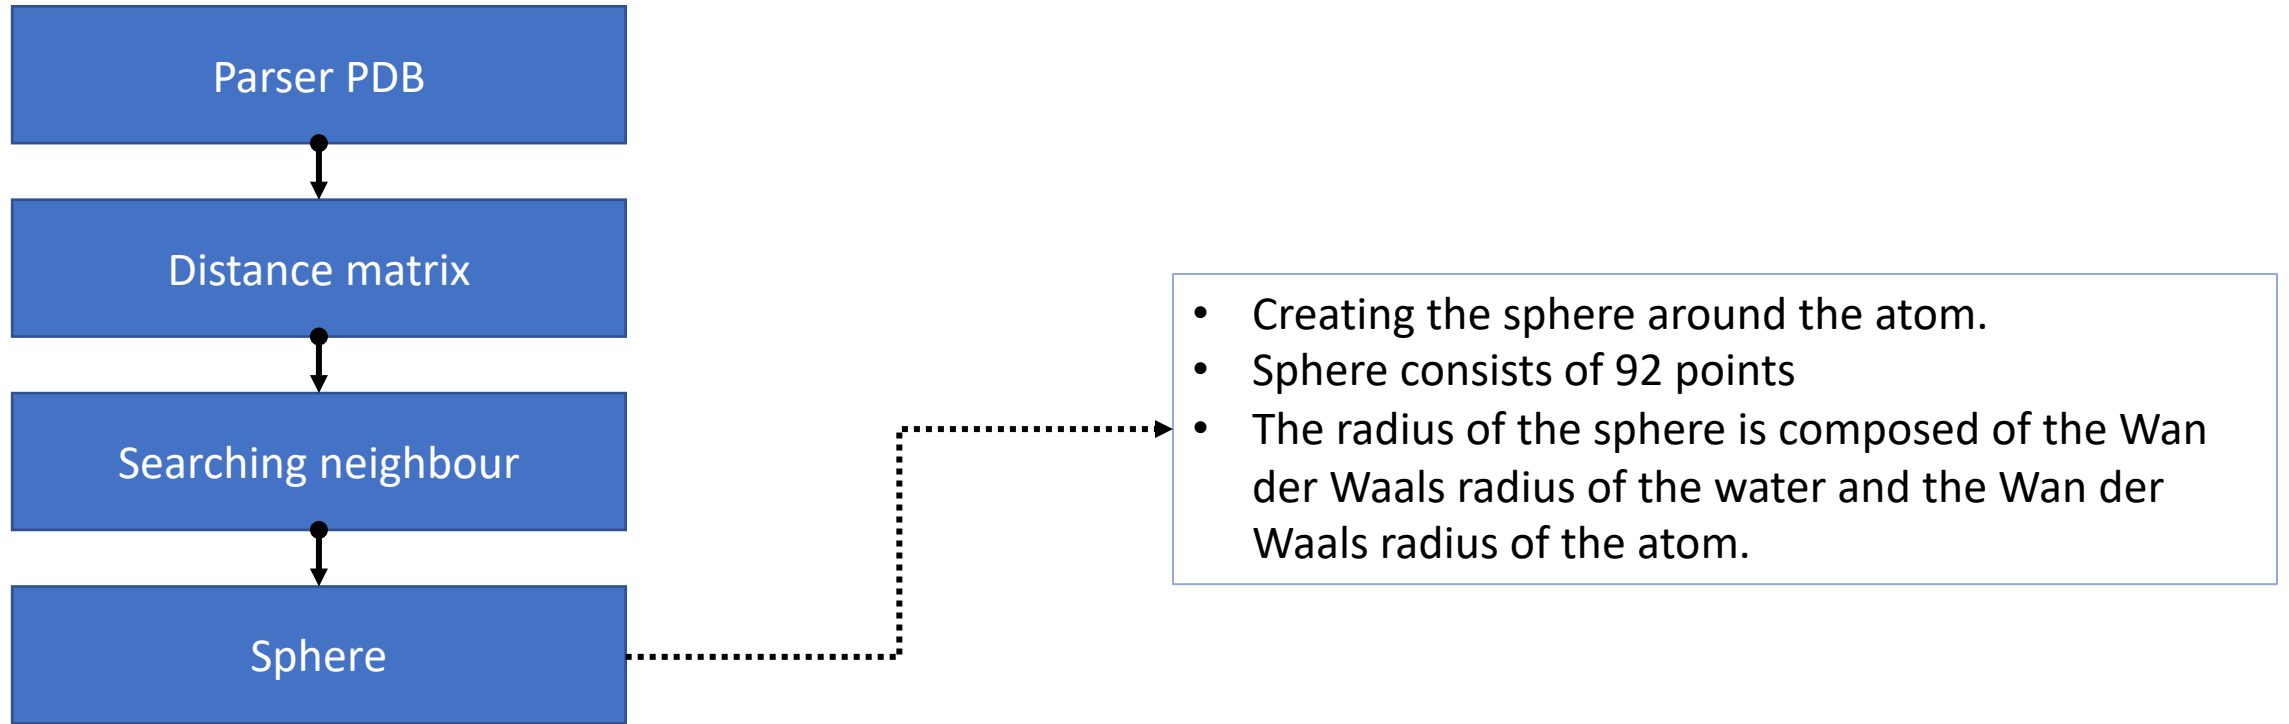 Parser PDB
Distance matrix
Searching neighbour
Sphere
• Creating the sphere around the atom.
• Sphere consists of 92 points
• The radius of the sphere is composed of the Wan
der Waals radius of the water and the Wan der
Waals radius of the atom.